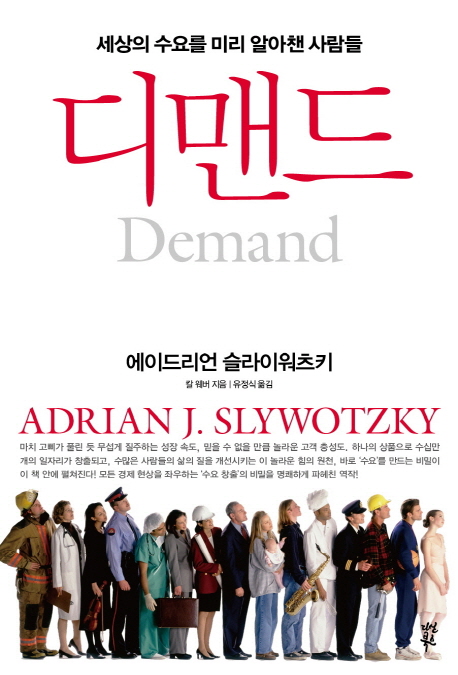 세상의 수요를 미리 알아챈 사람들
디맨드
Demand
에이드리언 슬라이워츠키
칼 웨버 지음 | 유정식 옮김
ADRIAN J. SLYWOTZKY
마치 고삐가 풀린 듯 무섭게 질주하는 성장 속도, 믿을 수 없을 만큼 놀라운 고객 충성도. 하나의 상품으로 수십만
개의 일자리가 창출되고, 수많은 사람들의 삶의 질을 개선시키는 이 놀라운 힘의 원천, 바로 ‘수요’를 만드는 비밀이
이 책 안에 펼쳐진다! 모든 경제 현상을 좌우하는 ‘수요 창출’의 비밀을 명쾌하게 파헤친 역작!
다산
북스